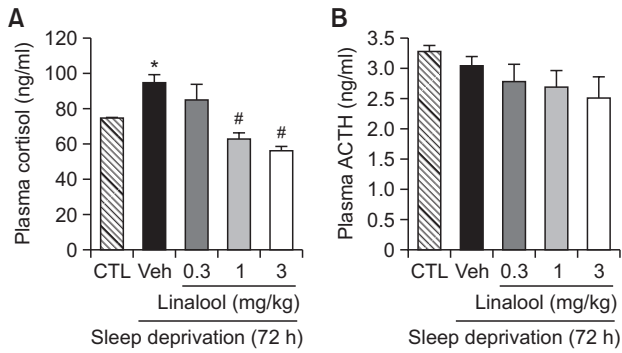 A
Plasma cortisol (ng/ml)
120
100
80
60
40
20
0
*
#
#
CTL Veh 0.3 1 3
Linalool (mg/kg)
Sleep deprivation (72 h)
B
Plasma ACTH (ng/ml)
3.5
3.0
2.5
2.0
1.5
1.0
0.5
0
CTL Veh 0.3 1 3
Linalool (mg/kg)
Sleep deprivation (72 h)